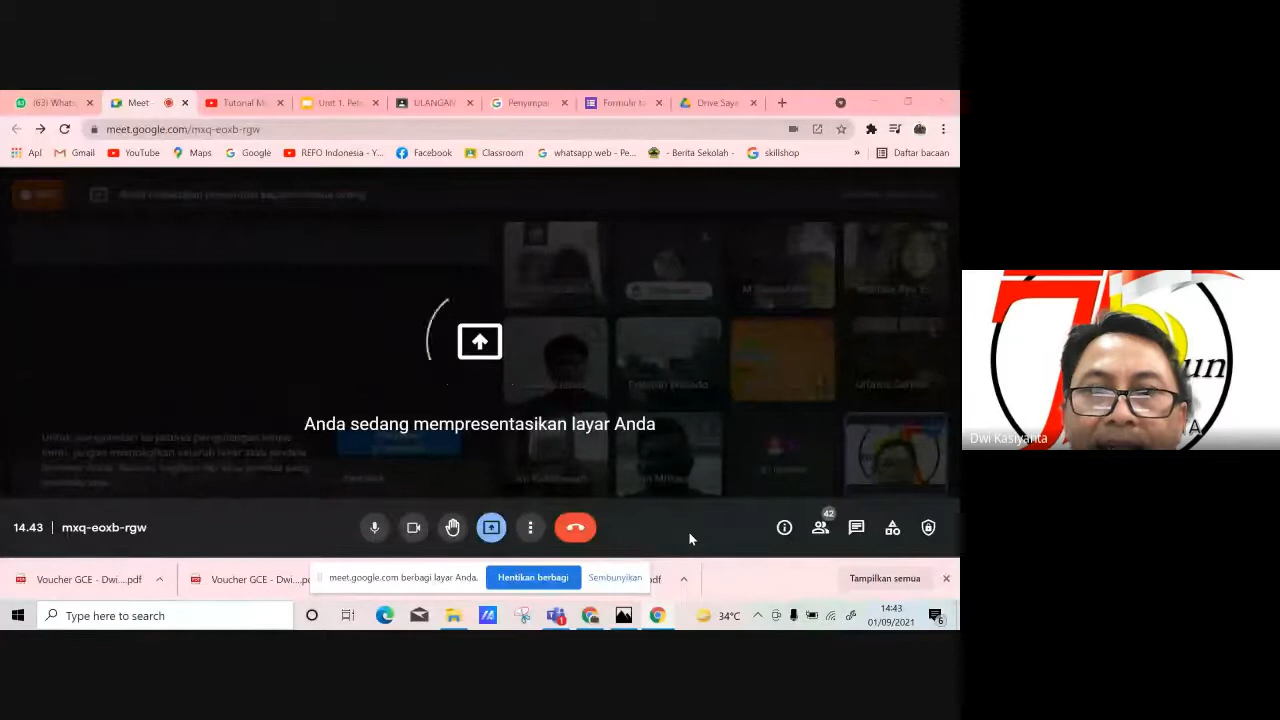 (63) Whats
Meet -
Tutorial M
Unit 1. Pela
ULANGAN
Penyimpa
Formulir ta
Drive Saya
meet.google.com/mxq-eoxb-rgw
Apl
Gmail
YouTube
Maps
Google
REFO Indonesia - Y...
Facebook
Classroom
whatsapp web - Pe...
- Berita Sekolah -
skillshop
»
Daftar bacaan
Anda sedang mempresentasikan layar Anda
Dwi Kasiyanta
14.43 | mxq-eoxb-rgw
42
Voucher GCE - Dwi....pdf
Voucher GCE - Dwi....
meet.google.com berbagi layar Anda.
Hentikan berbagi
Sembunyikan
pdf
Tampilkan semua
Type here to search
34°C
14:43
01/09/2021
6